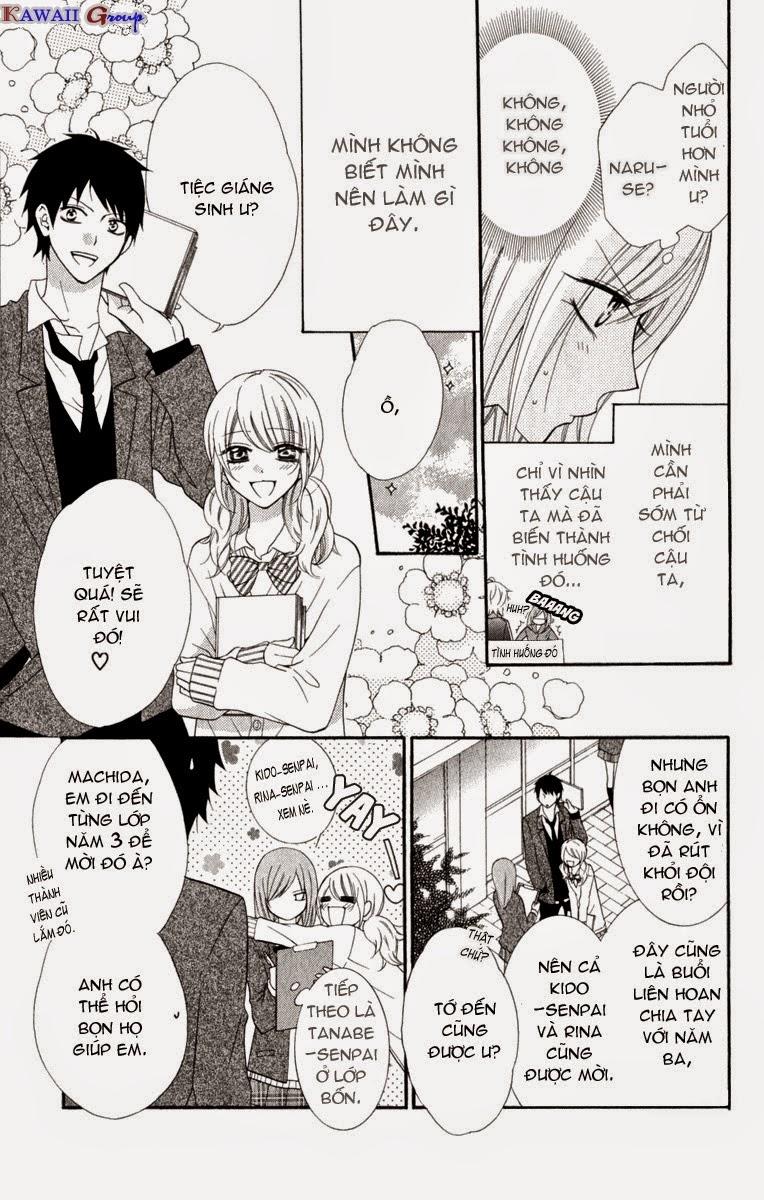 KAWAII Group
NGƯỜI
NHỎ
TUỔI
HƠN
MÌNH
Ư?
NARU-
SE?
KHÔNG,
KHÔNG
KHÔNG,
KHÔNG
MÌNH KHÔNG
BIẾT MÌNH
NÊN LÀM GÌ
ĐÂY.
MÌNH
CẦN
PHẢI
SỚM TỪ
CHỐI
CẬU
TA,
CHỈ VÌ NHÌN
THẤY CẬU
TA MÀ ĐÃ
BIẾN THÀNH
TÌNH HUỐNG
ĐÓ...
BAAANG
HUH?
TÌNH HUỐNG ĐÓ
Ồ,
TIỆC GIÁNG
SINH Ư?
TUYỆT
QUÁ! SẼ
RẤT VUI
ĐÓ!
♡
NHƯNG
BỌN ANH
ĐI CÓ ỔN
KHÔNG, VÌ
ĐÃ RÚT
KHỎI ĐỘI
RỒI?
ĐÂY CŨNG
LÀ BUỔI
LIÊN HOAN
CHIA TAY
VỚI NĂM
BA,
NÊN CẢ
KIDO
-SENPAI
VÀ RINA
CŨNG
ĐƯỢC MỜI.
THẬT
CHỨ?
TỚ ĐẾN
CŨNG
ĐƯỢC Ư?
KIDO-SENPAI,
RINA-SENPAI ...
XEM NÈ.
YAY
TIẾP
THEO LÀ
TANABE
-SENPAI
Ở LỚP
BỐN.
MACHIDA,
EM ĐI ĐẾN
TỪNG LỚP
NĂM 3 ĐỂ
MỜI ĐÓ À?
NHIỀU
THÀNH
VIÊN CŨ
LẮM ĐÓ.
ANH CÓ
THỂ HỎI
BỌN HỌ
GIÚP EM.